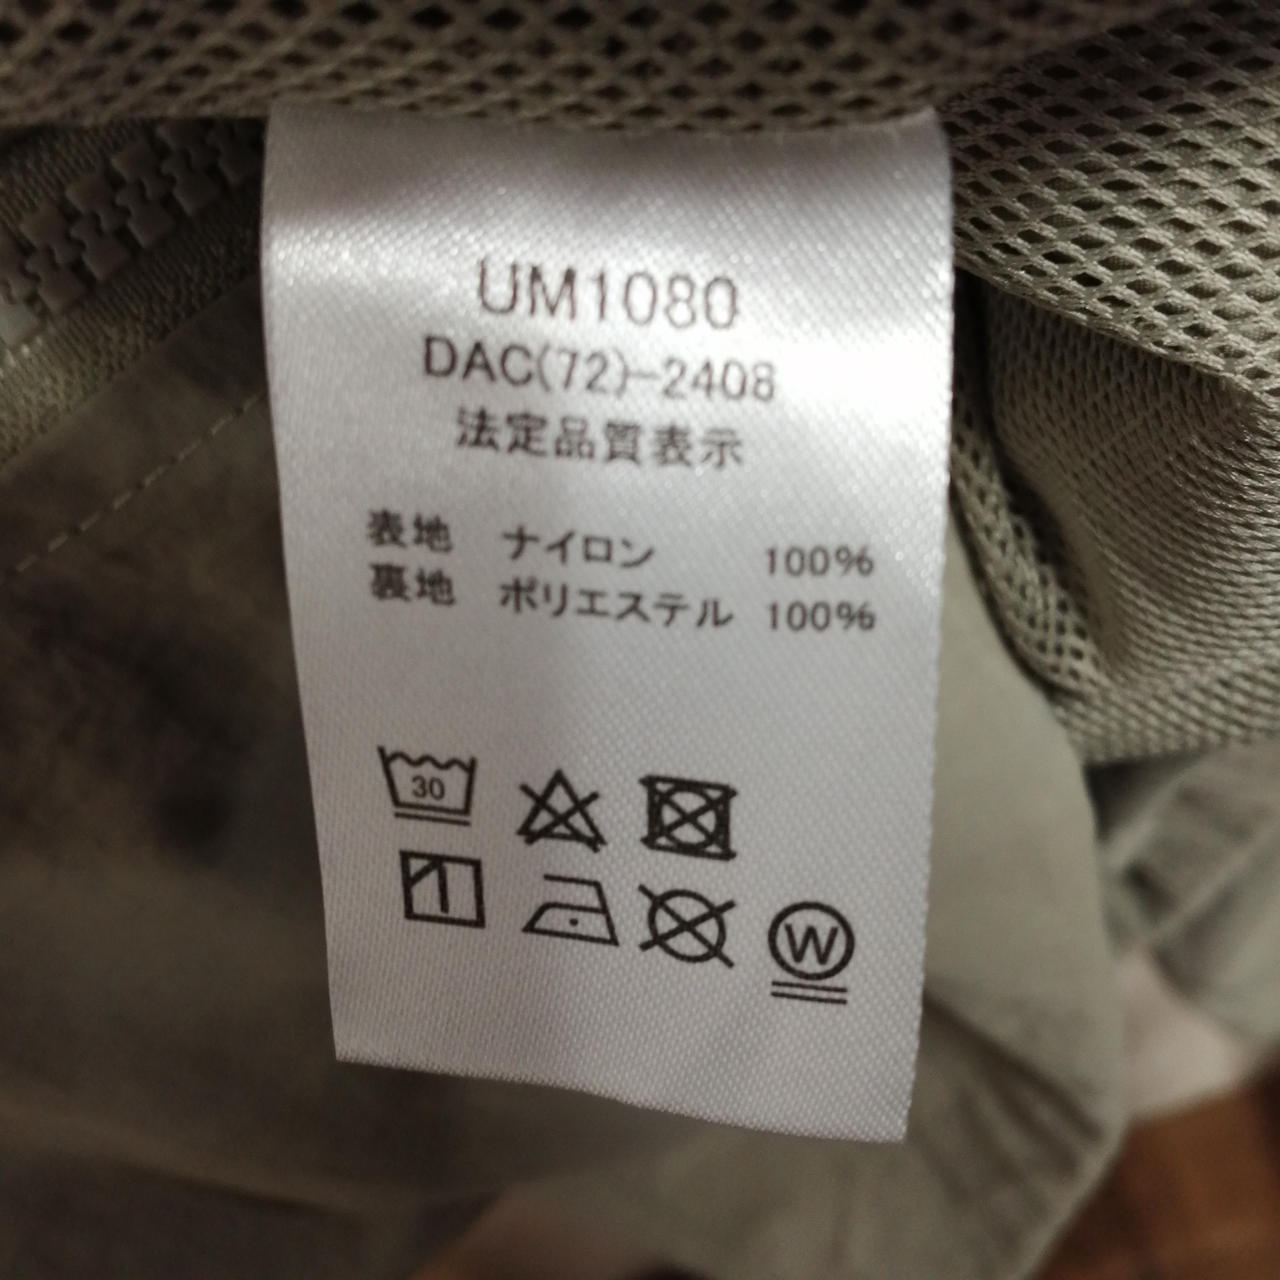 UM1080
DAC(72)-2408
法定品質表示
表地 ナイロン 100%
裏地 ポリエステル 100%
30
W